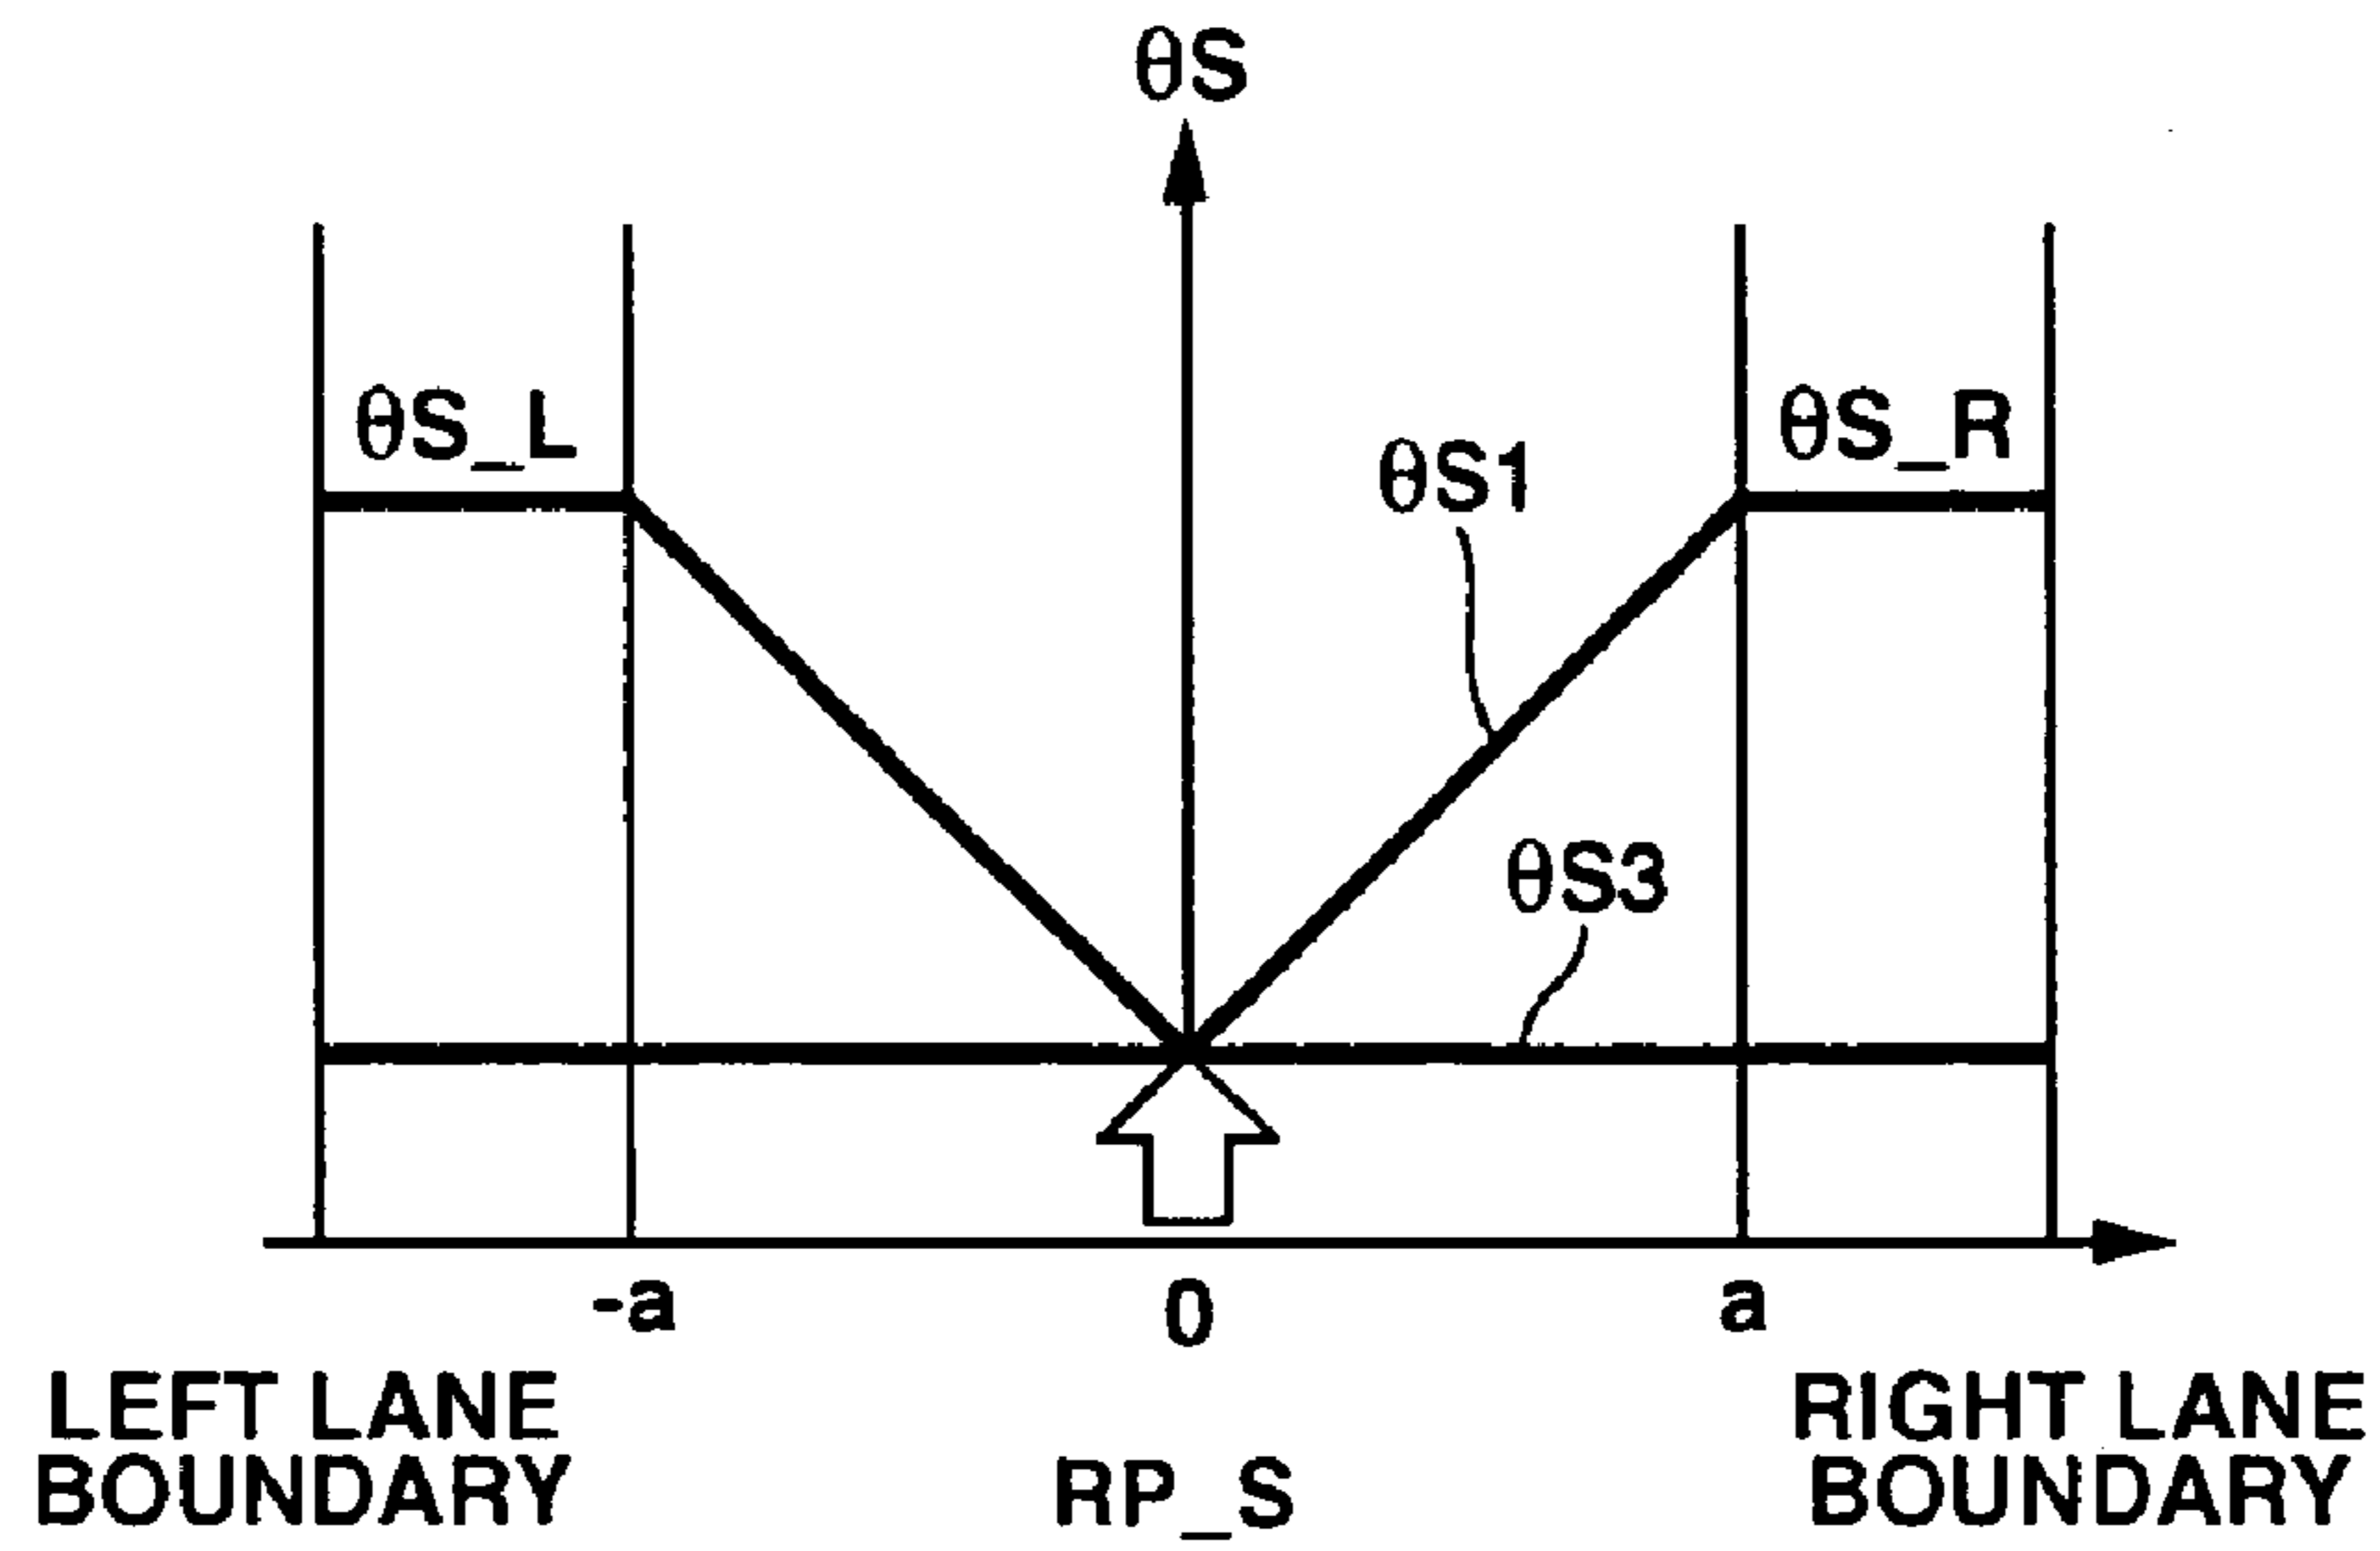 θS
θS_L
θS_R
θS1
θS3
-a
0
a
LEFT LANE
BOUNDARY
RP_S
RIGHT LANE
BOUNDARY